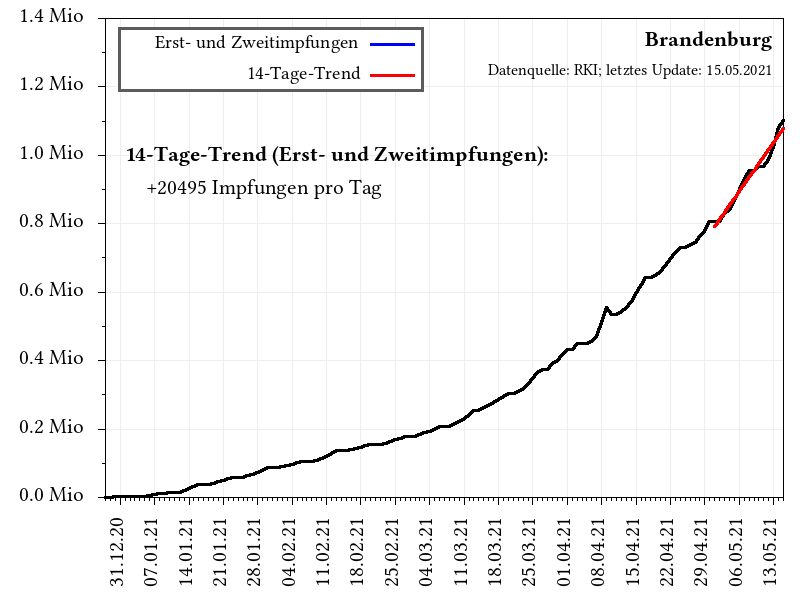 1.4 Mio
1.2 Mio
1.0 Mio
0.8 Mio
0.6 Mio
0.4 Mio
0.2 Mio
0.0 Mio
Erst- und Zweitimpfungen
14-Tage-Trend
Brandenburg
Datenquelle: RKI; letztes Update: 15.05.2021
14-Tage-Trend (Erst- und Zweitimpfungen):
+20495 Impfungen pro Tag
31.12.20
07.01.21
14.01.21
21.01.21
28.01.21
04.02.21
11.02.21
18.02.21
25.02.21
04.03.21
11.03.21
18.03.21
25.03.21
01.04.21
08.04.21
15.04.21
22.04.21
29.04.21
06.05.21
13.05.21